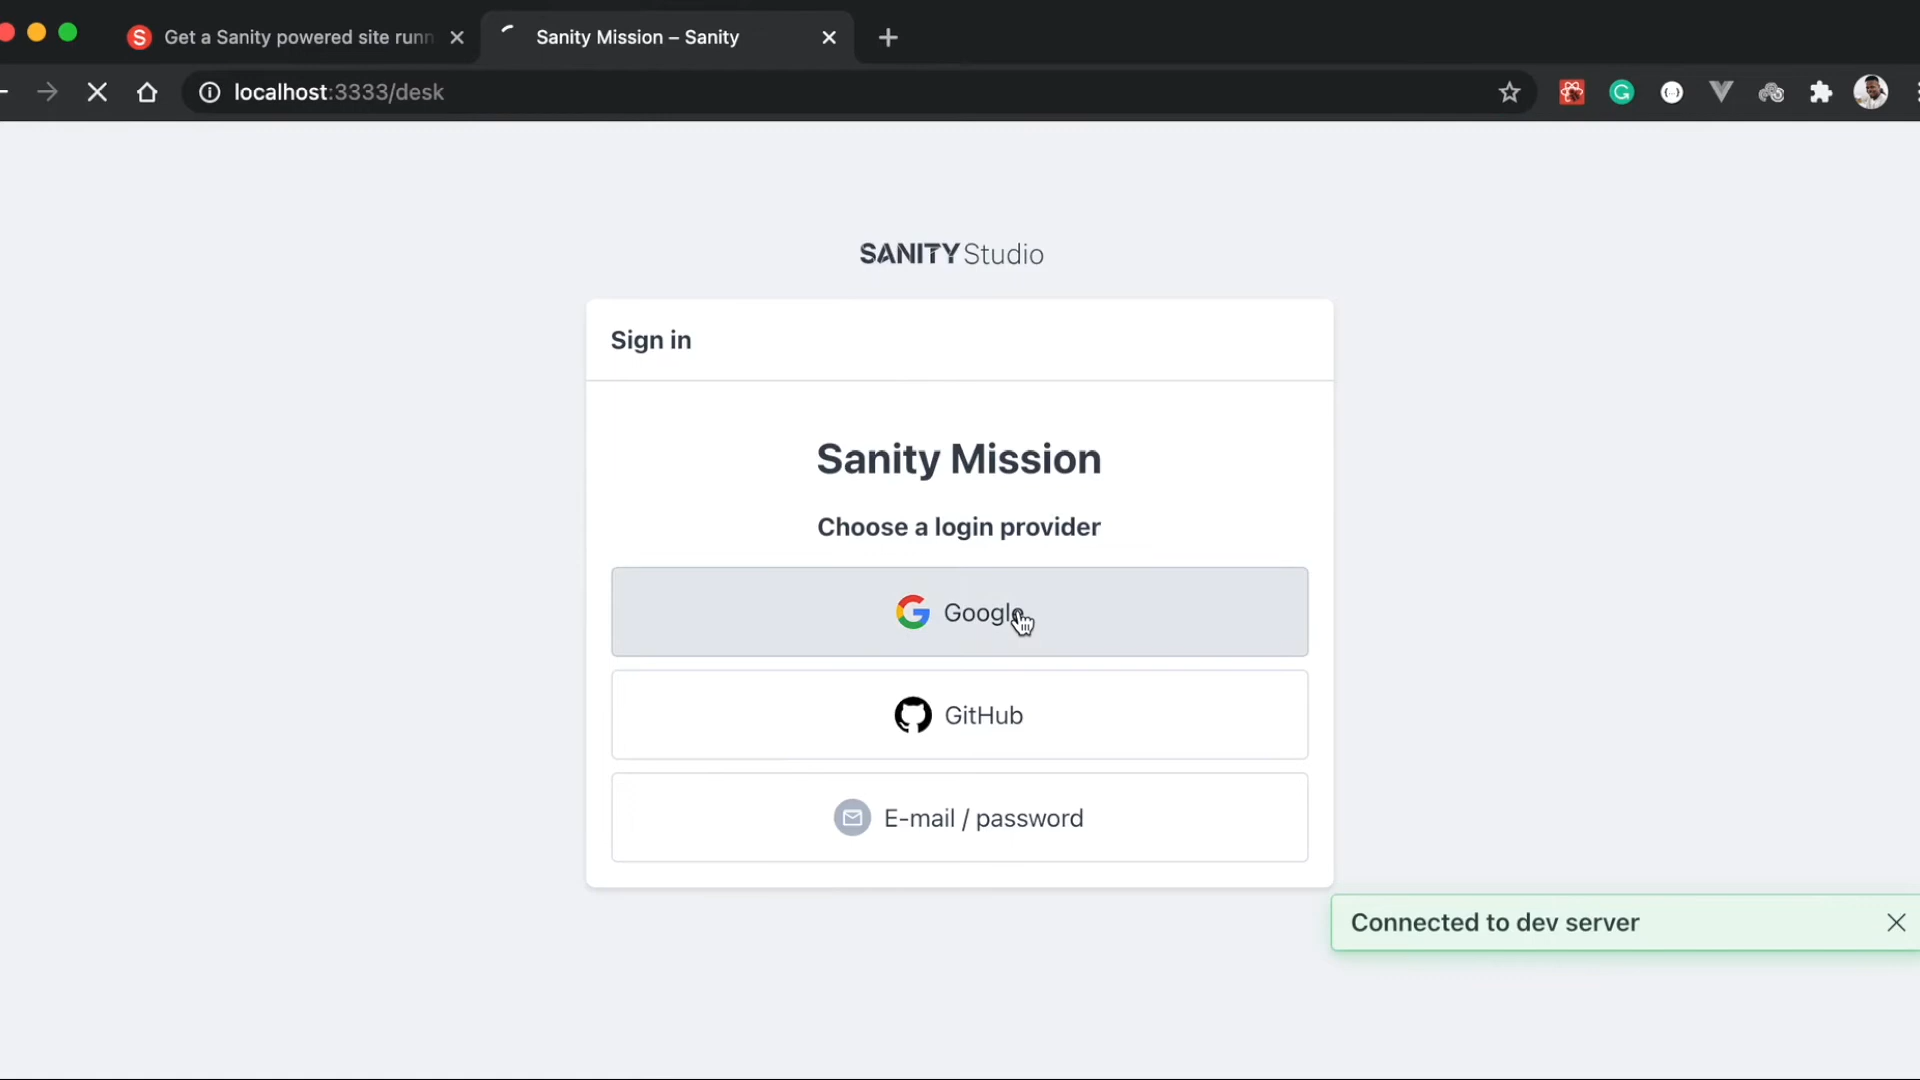 Get a Sanity powered site runn
Sanity Mission – Sanity
localhost:3333/desk
SANITY Studio
Sign in
Sanity Mission
Choose a login provider
Google
GitHub
E-mail / password
Connected to dev server